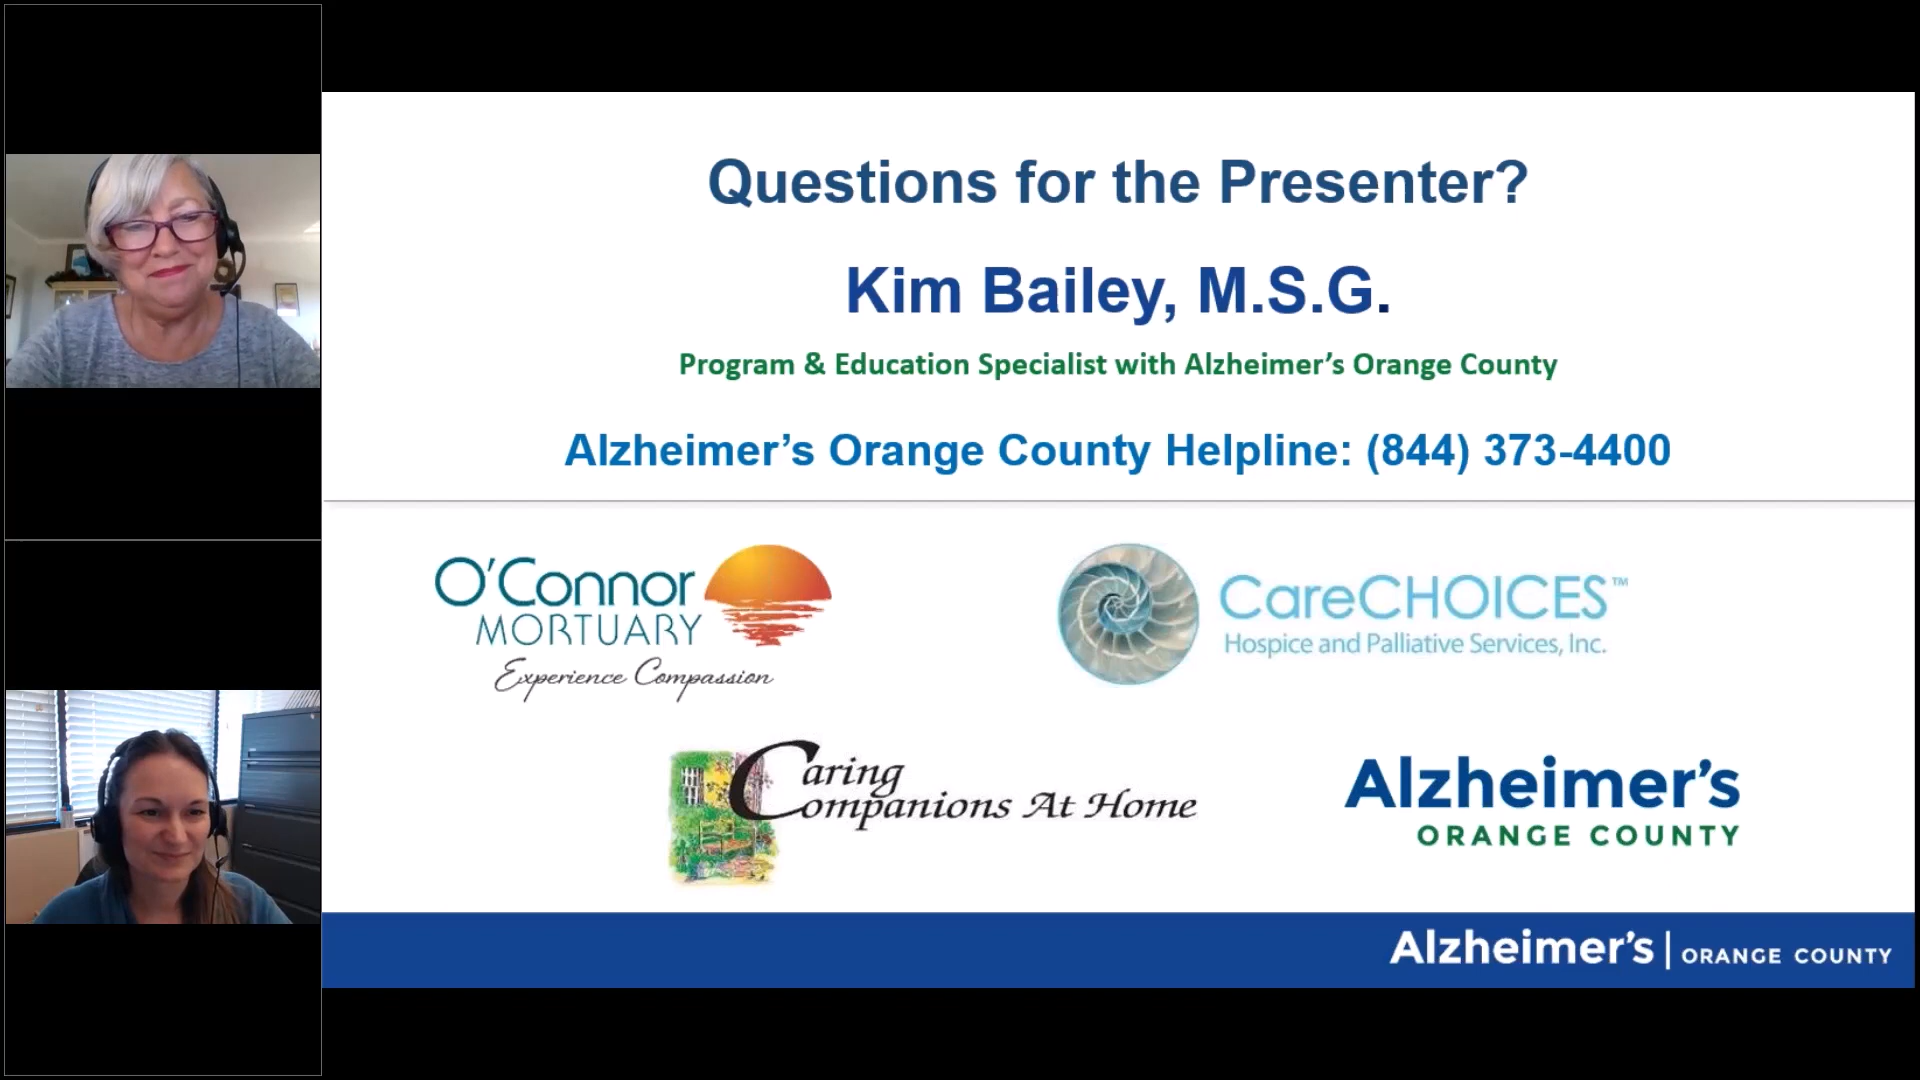 Questions for the Presenter?
Kim Bailey, M.S.G.
Program & Education Specialist with Alzheimer’s Orange County
Alzheimer’s Orange County Helpline: (844) 373-4400
O’Connor
MORTUARY
Experience Compassion
CareCHOICES™
Hospice and Palliative Services, Inc.
Caring
Companions At Home
Alzheimer’s
ORANGE COUNTY
Alzheimer’s | ORANGE COUNTY